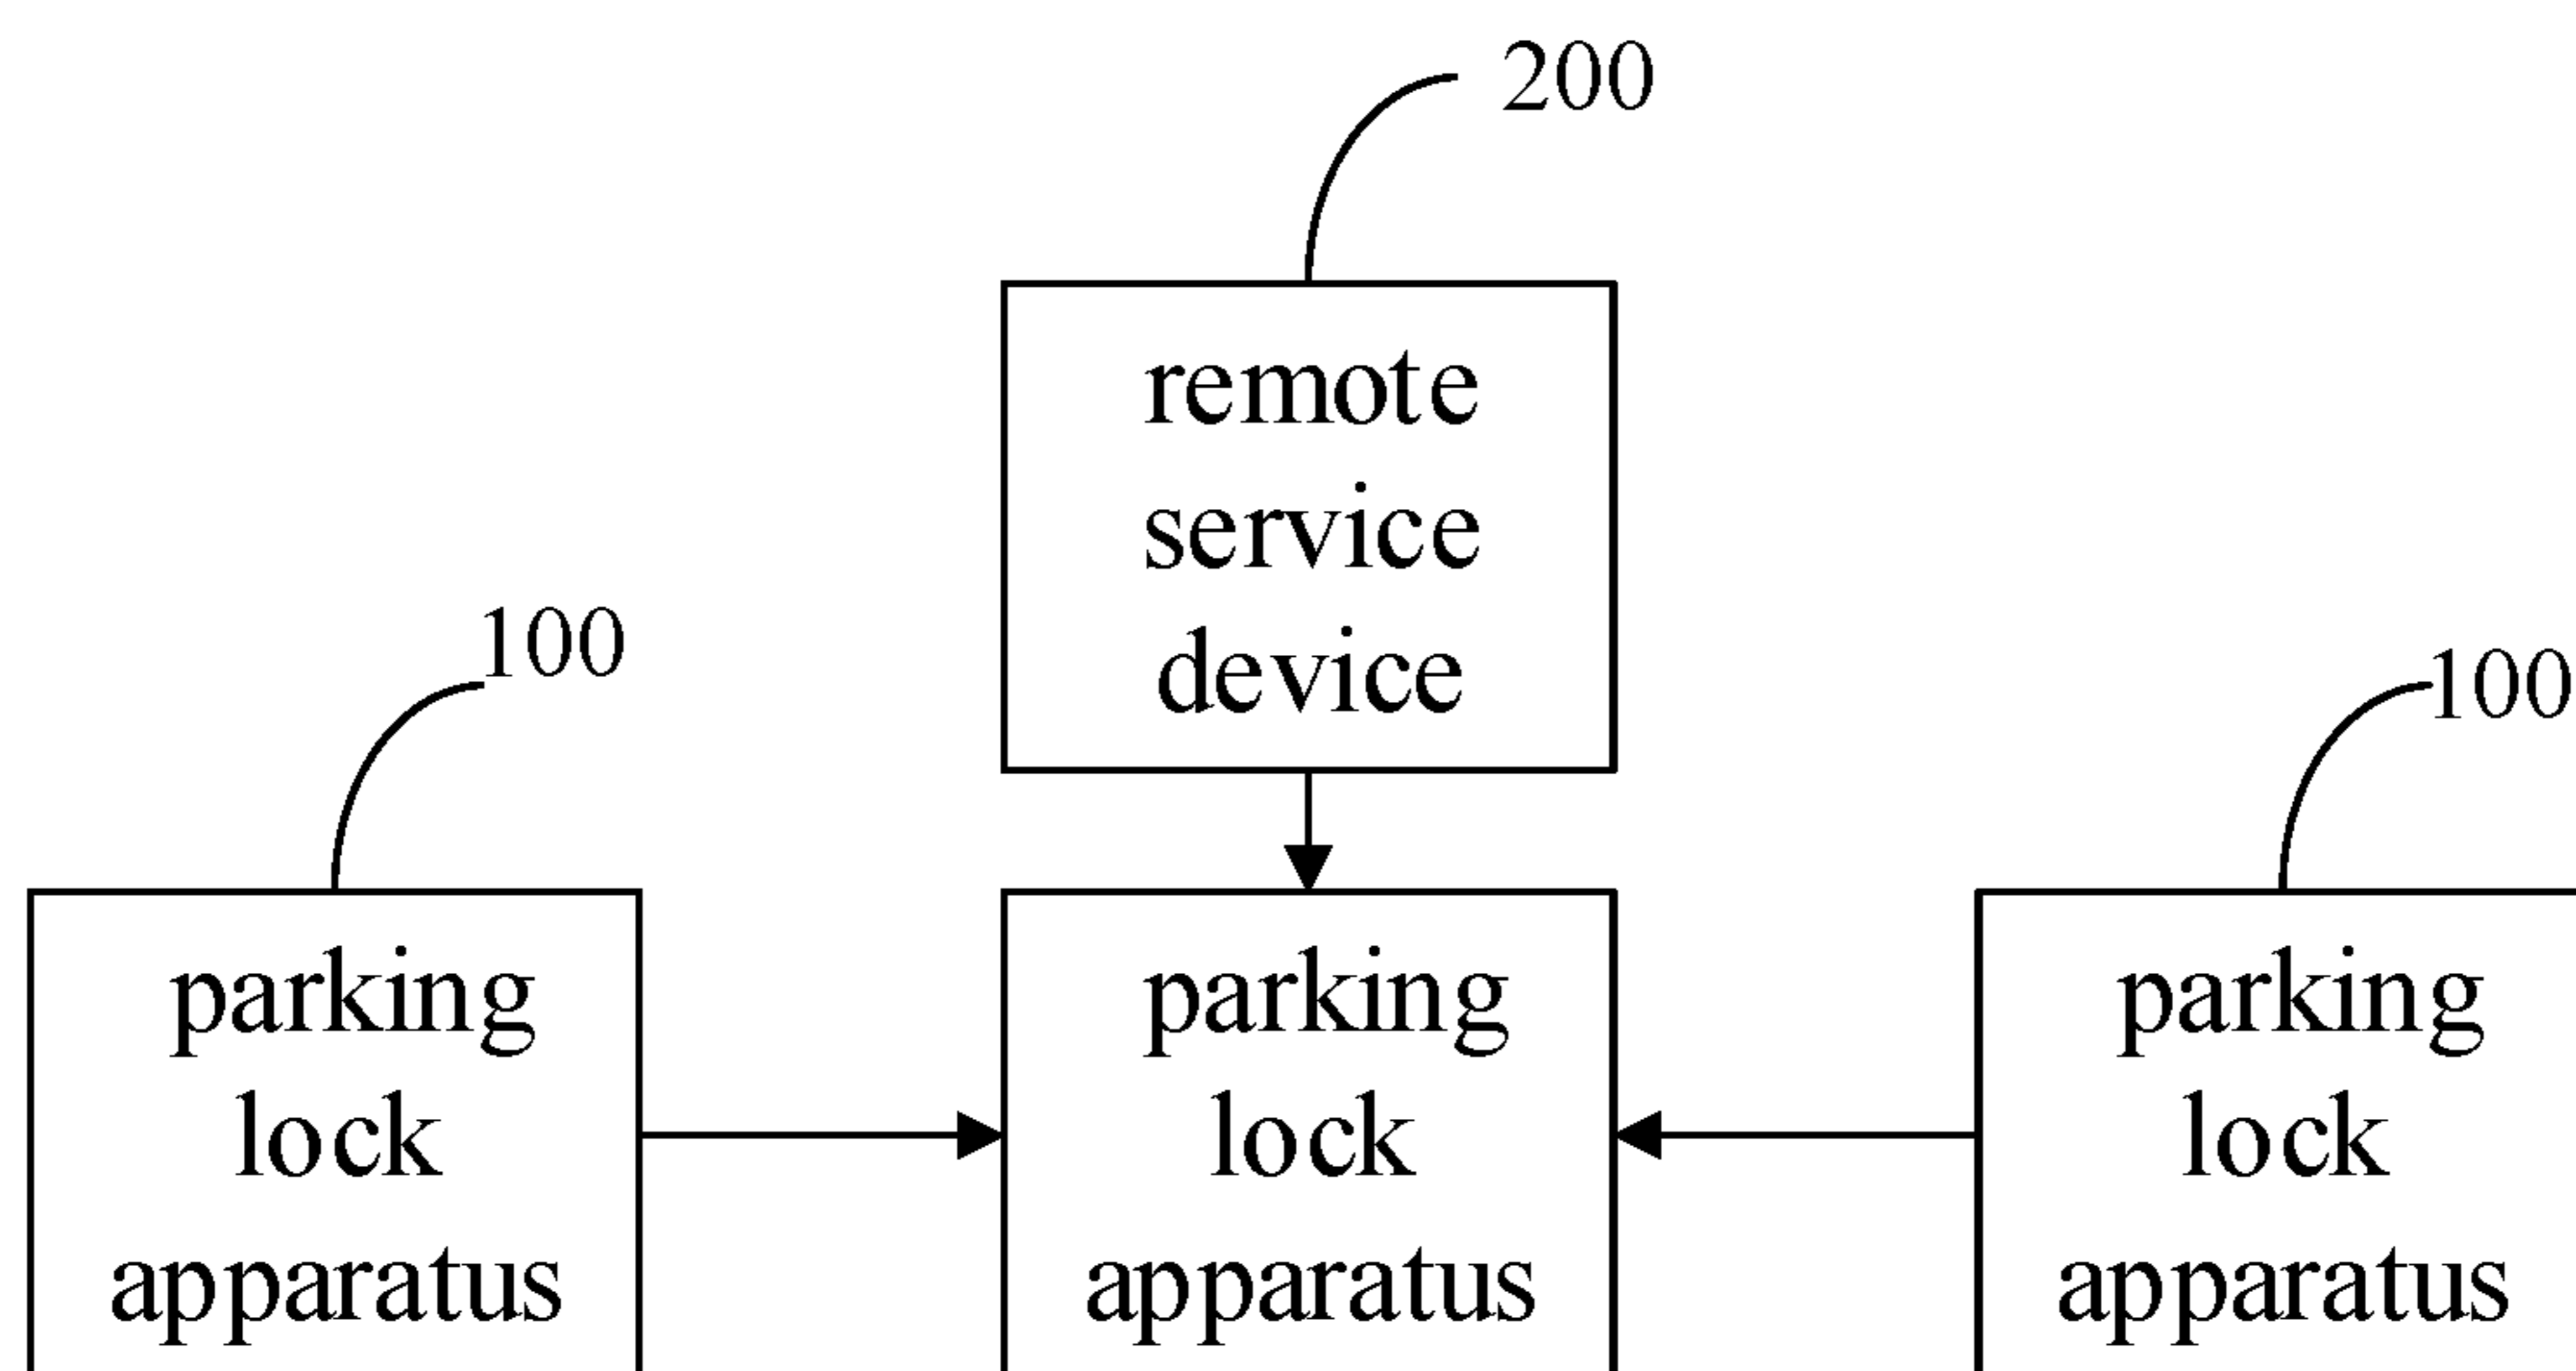 200
remote
service
device
100
100
parking
lock
apparatus
parking
lock
apparatus
parking
lock
apparatus